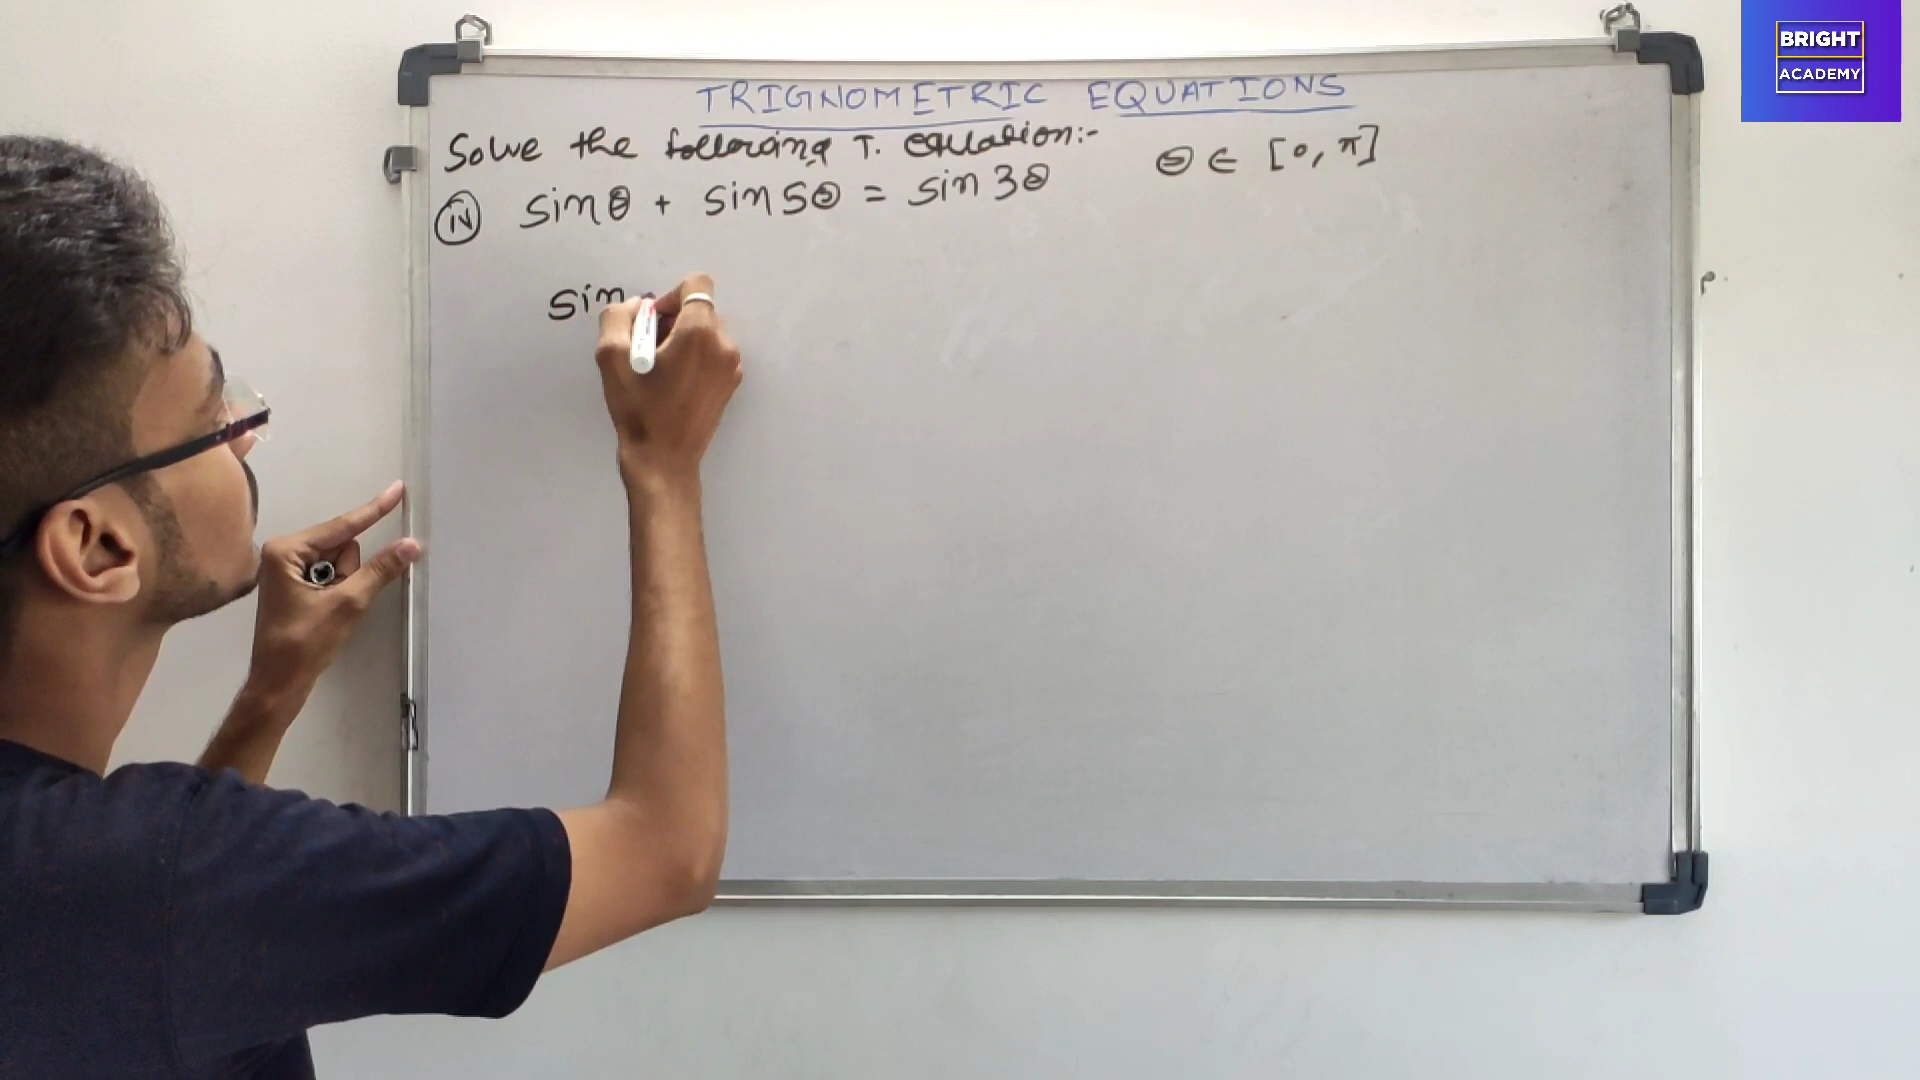 BRIGHT
ACADEMY
TRIGNOMETRIC EQUATIONS
Solve the following T. equation:-
θ ∈ [0, π]
(iv) sinθ + sin5θ = sin3θ
sin